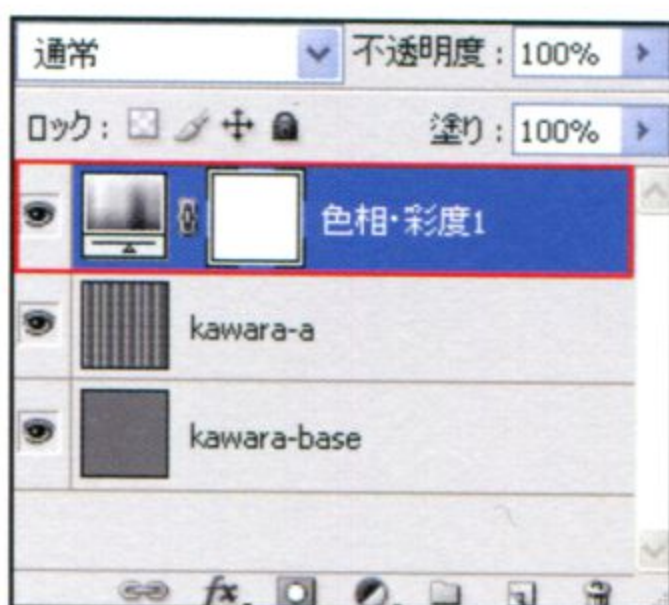 通常 不透明度：100%
ロック： 塗り：100%
色相・彩度1
kawara-a
kawara-base
fx.